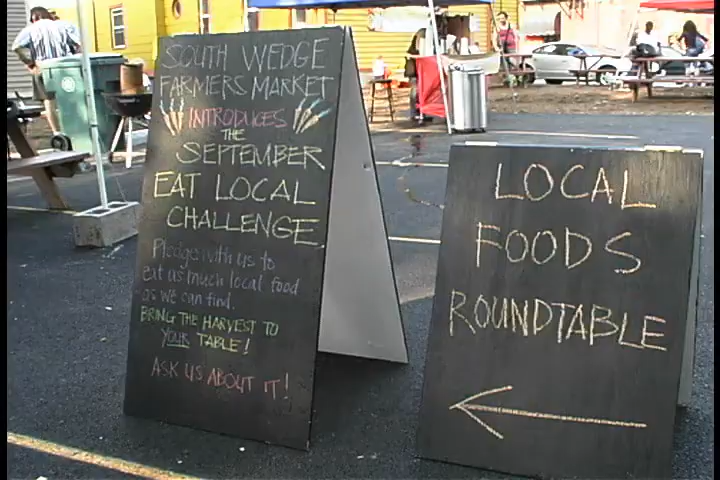 SOUTH WEDGE
FARMERS MARKET
INTRODUCES
THE
SEPTEMBER
EAT LOCAL
CHALLENGE
Pledge with us to
eat as much local food
as we can find.
BRING THE HARVEST TO
YOUR TABLE!
ASK US ABOUT IT!
LOCAL
FOODS
ROUNDTABLE